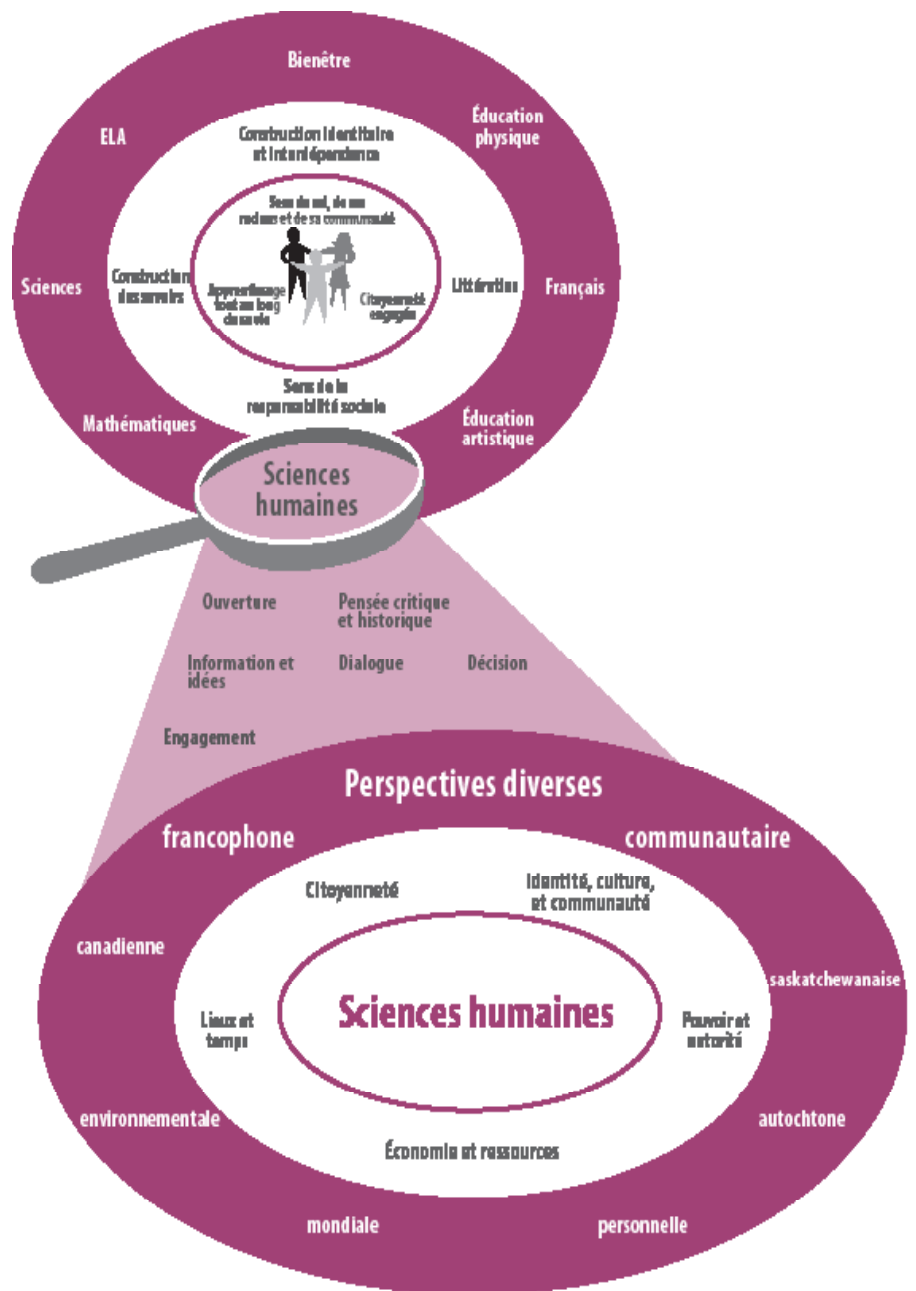 Bienêtre
ELA
Éducation
physique
Construction identitaire
et interdépendance
Sens de soi, de ses
racines et de sa communauté
Sciences
Construction
des savoirs
Apprentissage
tout au long
de sa vie
Citoyenneté
engagée
Littératies
Français
Sens de la
responsabilité sociale
Mathématiques
Éducation
artistique
Sciences
humaines
Ouverture
Pensée critique
et historique
Information et
idées
Dialogue
Décision
Engagement
Perspectives diverses
francophone
communautaire
Citoyenneté
Identité, culture,
et communauté
canadienne
saskatchewanaise
Lieux et
temps
Sciences humaines
Pouvoir et
autorité
environnementale
autochtone
Économie et ressources
mondiale
personnelle